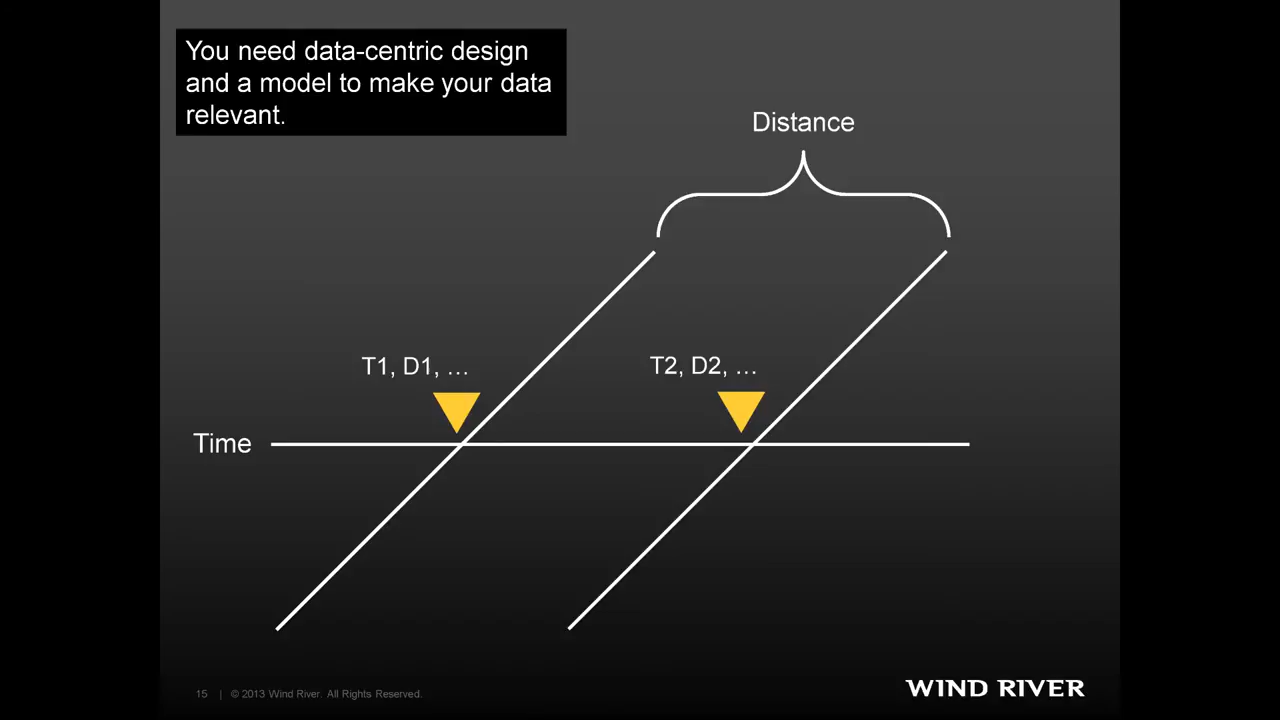 You need data-centric design
and a model to make your data
relevant.
Distance
T1, D1, …
T2, D2, …
Time
15 | © 2013 Wind River. All Rights Reserved.
WIND RIVER